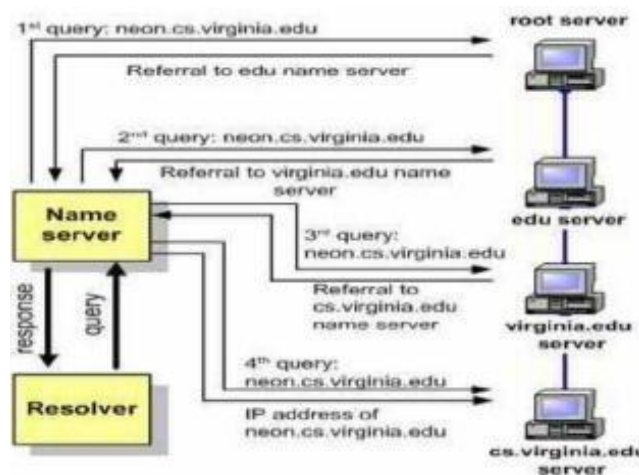 1st query: neon.cs.virginia.edu
root server
Referral to edu name server
2nd query: neon.cs.virginia.edu
Referral to virginia.edu name
server
edu server
Name
server
3rd query:
neon.cs.virginia.edu
Referral to
cs.virginia.edu
name server
virginia.edu
server
response
query
4th query:
neon.cs.virginia.edu
Resolver
IP address of
neon.cs.virginia.edu
cs.virginia.edu
server